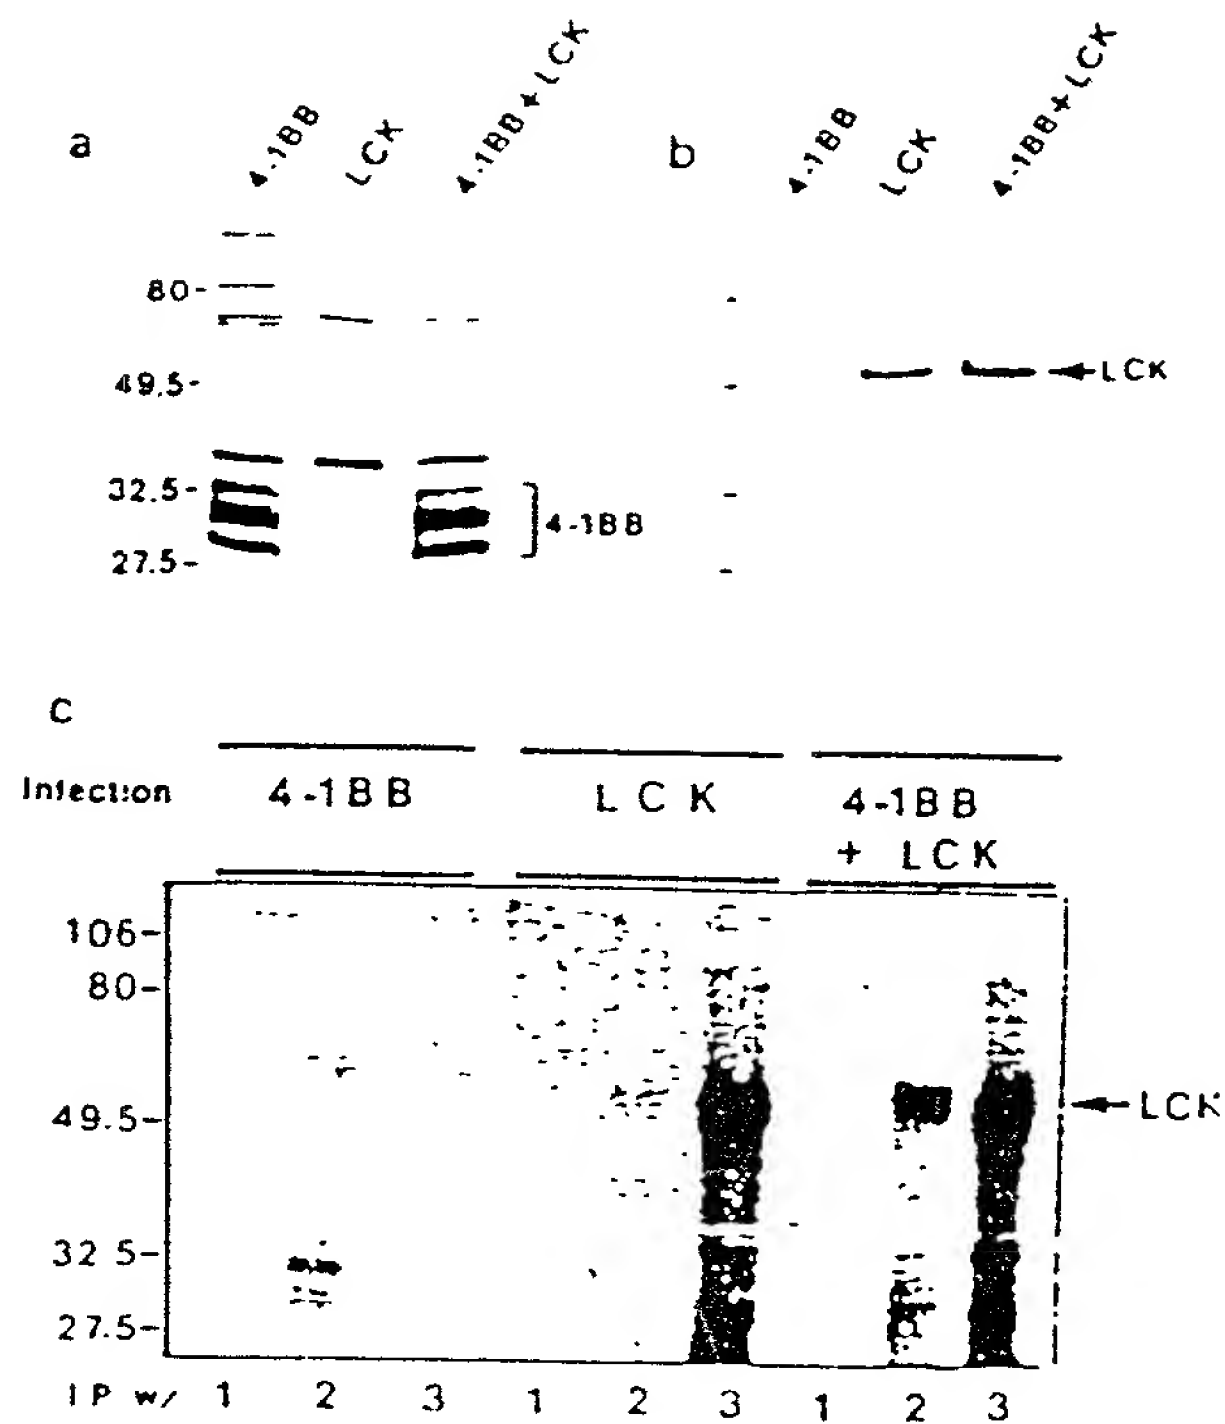 a
4-1BB LCK 4-1BB+LCK
80-
49.5-
32.5-
27.5-
4-1BB
b
4-1BB LCK 4-1BB+LCK
LCK
c
Infection 4-1BB LCK 4-1BB
+ LCK
106-
80-
49.5-
32 5-
27.5-
LCK
IP w/ 1 2 3 1 2 3 1 2 3